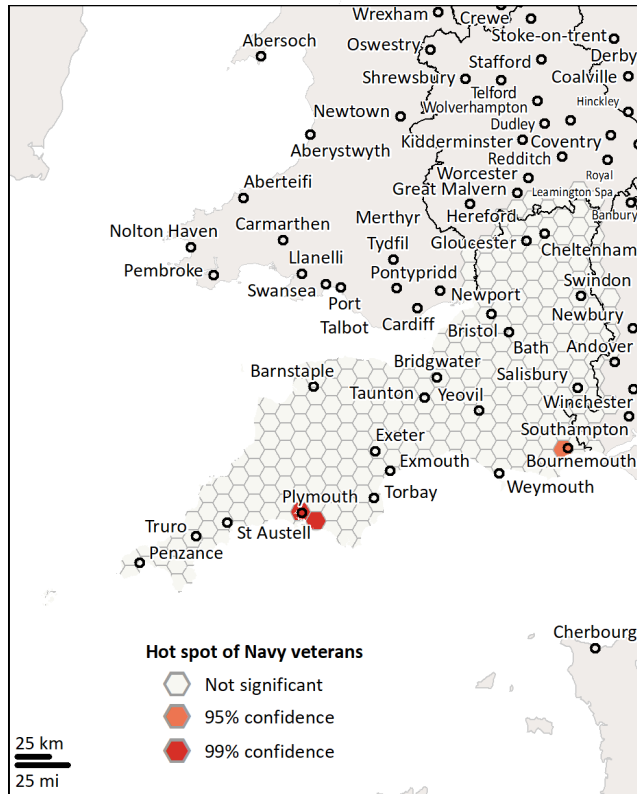 Wrexham
Crewe
Stoke-on-trent
Abersoch
Oswestry
Derby
Stafford
Shrewsbury
Coalville
Telford
Hinckley
Wolverhampton
Newtown
Dudley
Aberystwyth
Kidderminster
Coventry
Redditch
Worcester
Royal
Leamington Spa
Aberteifi
Great Malvern
Hereford
Banbury
Merthyr
Tydfil
Nolton Haven
Carmarthen
Gloucester
Cheltenham
Pembroke
Llanelli
Pontypridd
Swansea
Port
Talbot
Newport
Swindon
Cardiff
Bristol
Newbury
Bath
Andover
Bridgwater
Barnstaple
Salisbury
Taunton
Yeovil
Winchester
Southampton
Exeter
Exmouth
Bournemouth
Weymouth
Plymouth
Torbay
Truro
St Austell
Penzance
Cherbourg
Hot spot of Navy veterans
Not significant
95% confidence
99% confidence
25 km
25 mi